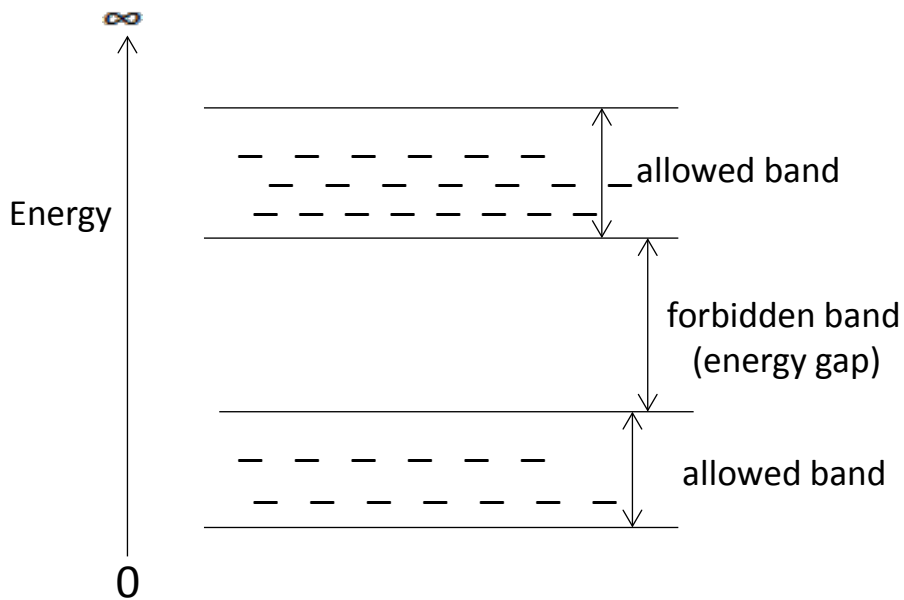 ∞
allowed band
Energy
forbidden band
(energy gap)
allowed band
0